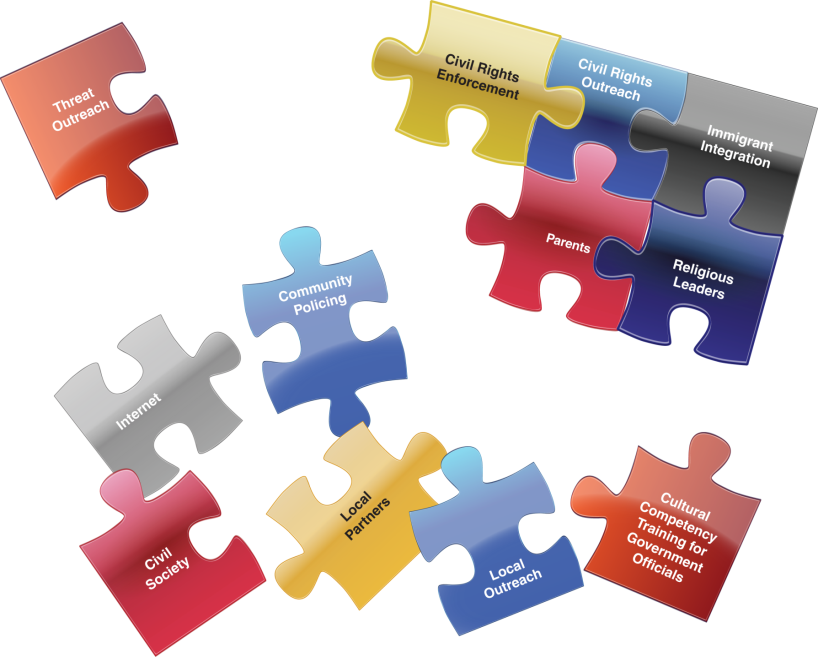 Threat
Outreach
Civil Rights
Enforcement
Civil Rights
Outreach
Immigrant
Integration
Parents
Religious
Leaders
Community
Policing
Internet
Local
Partners
Civil
Society
Local
Outreach
Cultural
Competency
Training for
Government
Officials